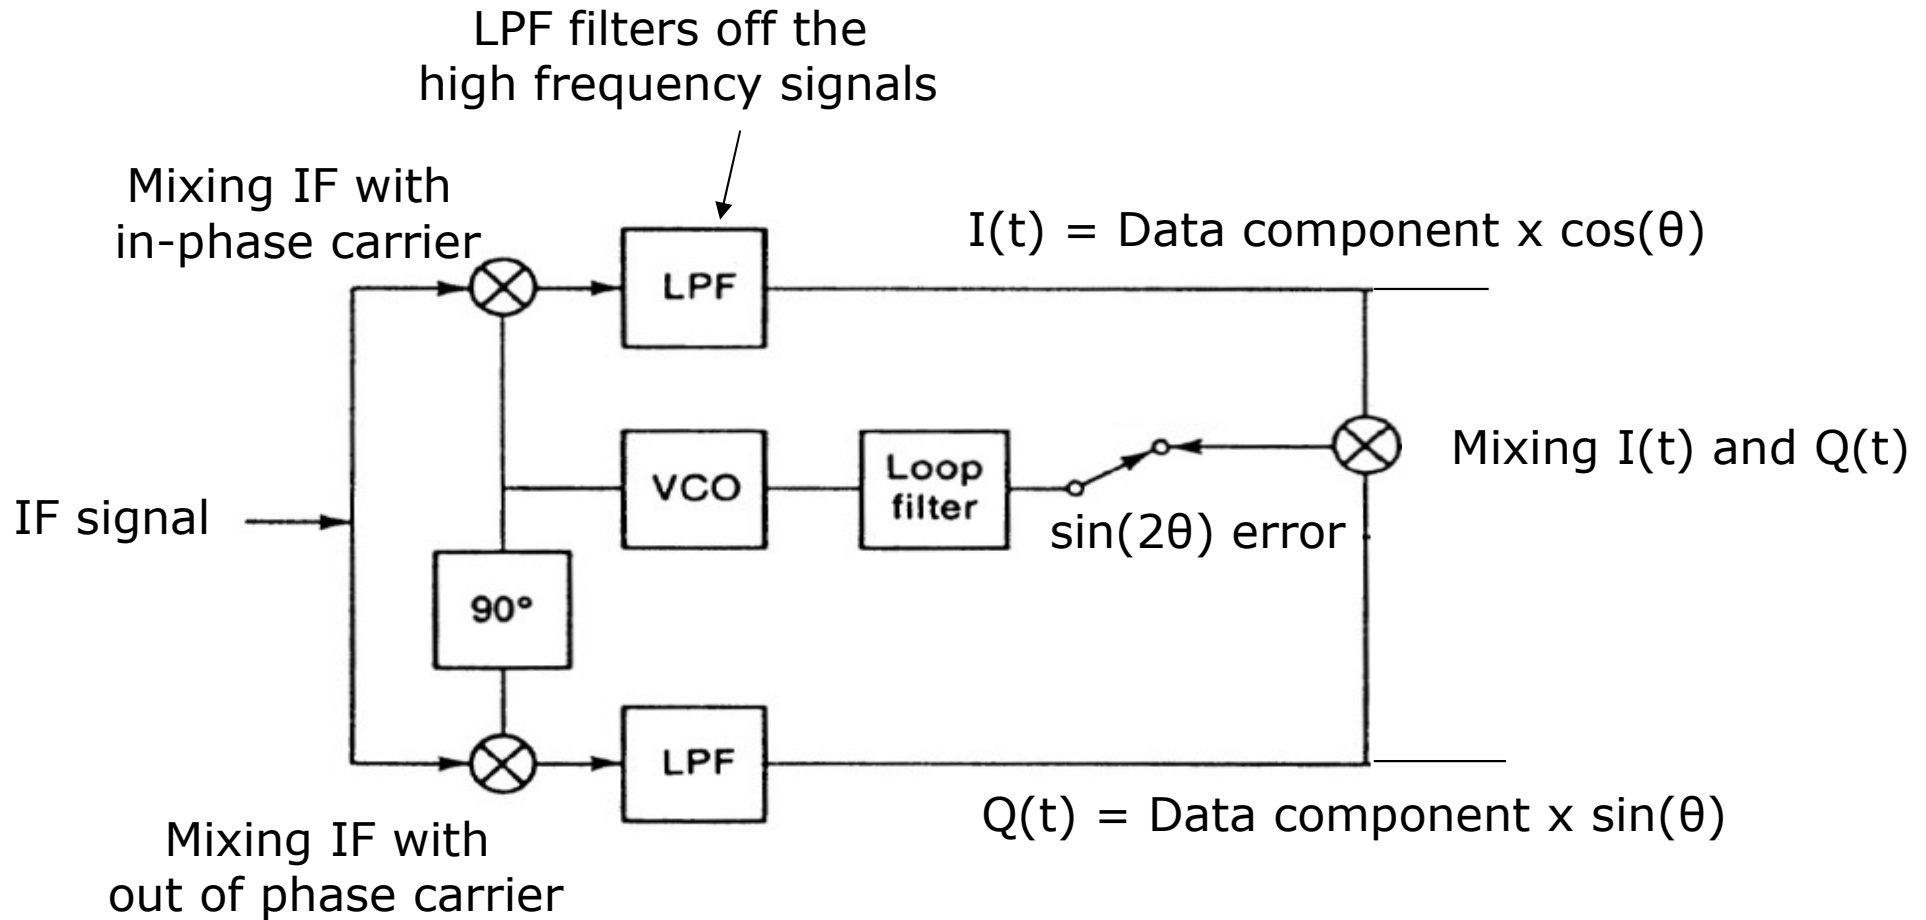 LPF filters off the
high frequency signals
Mixing IF with
in-phase carrier
I(t) = Data component x cos(θ)
LPF
VCO
Loop
filter
Mixing I(t) and Q(t)
IF signal
sin(2θ) error
90°
LPF
Q(t) = Data component x sin(θ)
Mixing IF with
out of phase carrier